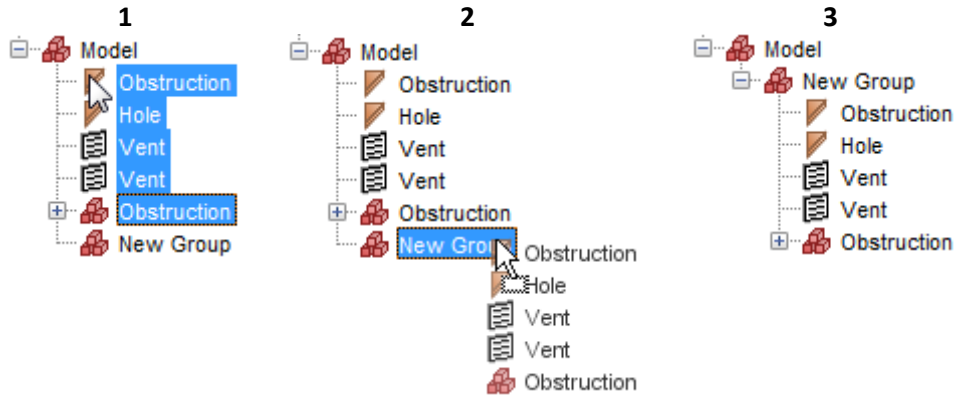 1
Model
Obstruction
Hole
Vent
Vent
Obstruction
New Group
2
Model
Obstruction
Hole
Vent
Vent
Obstruction
New Group
Obstruction
Hole
Vent
Vent
Obstruction
3
Model
New Group
Obstruction
Hole
Vent
Vent
Obstruction